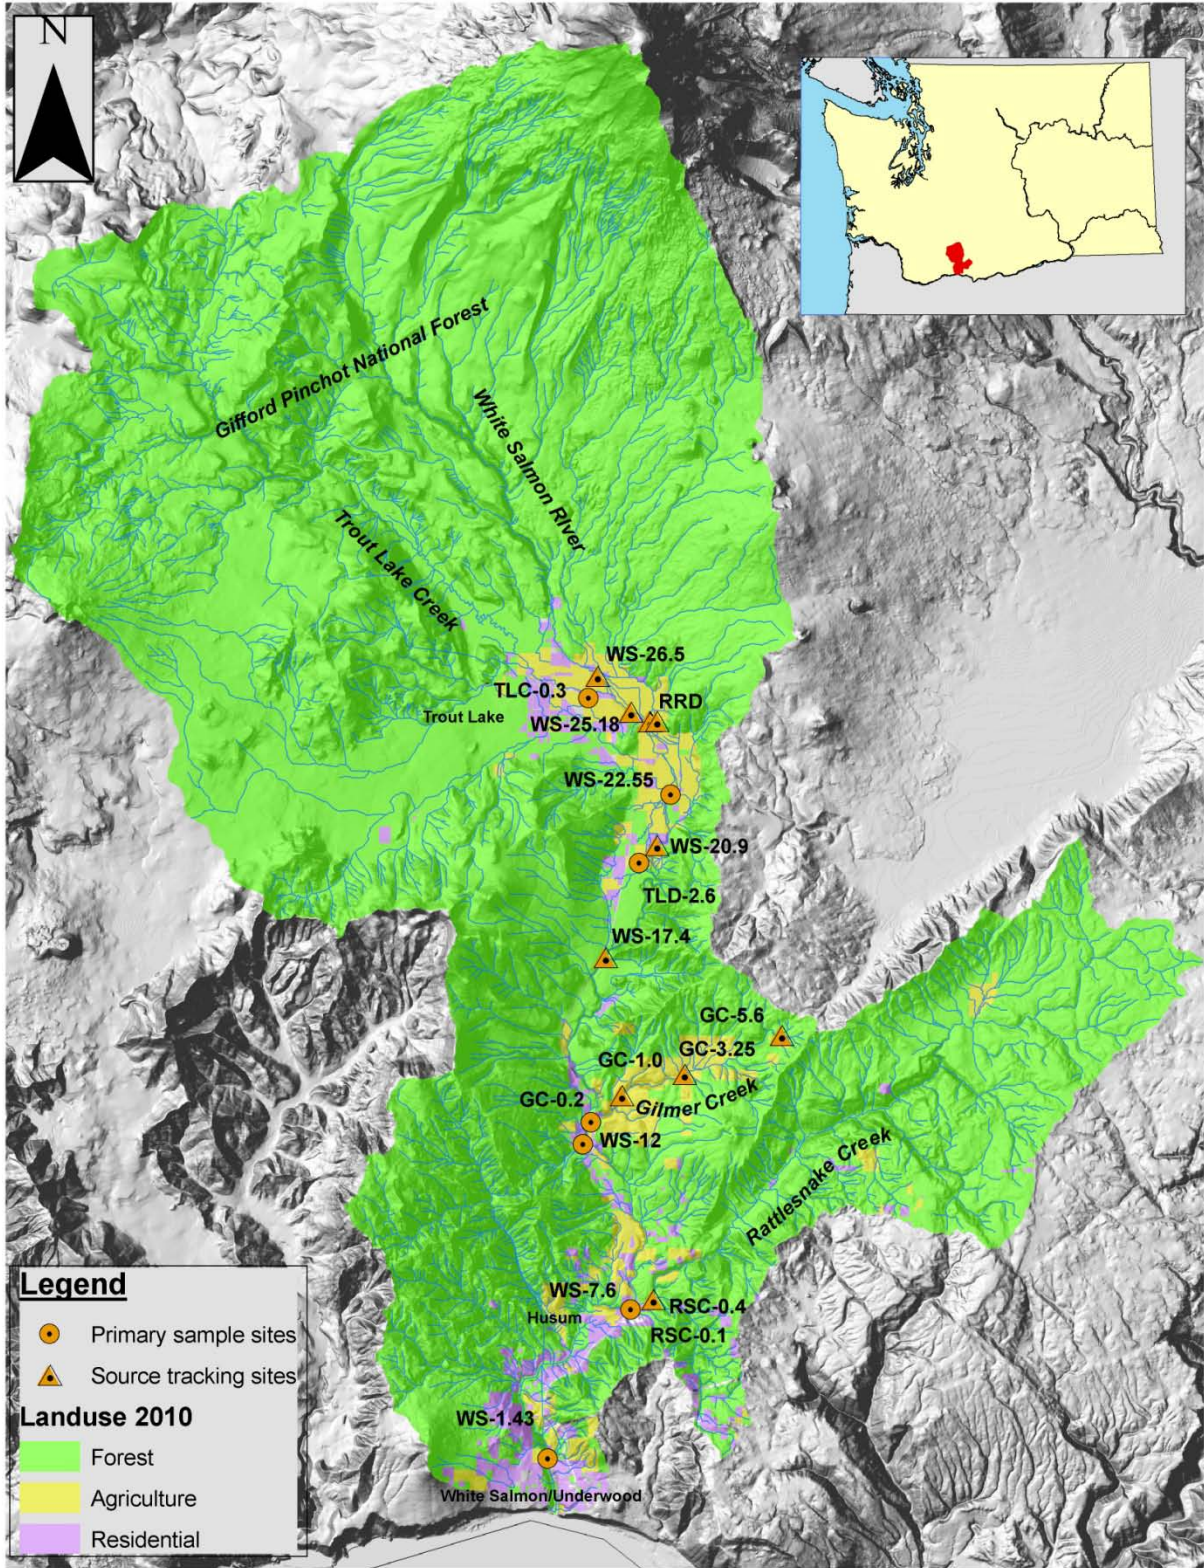 N
Gifford Pinchot National Forest
White Salmon RIver
Trout Lake Creek
WS-26.5
TLC-0.3
RRD
Trout Lake
WS-25.18
WS-22.55
WS-20.9
TLD-2.6
WS-17.4
GC-5.6
GC-3.25
GC-1.0
Gilmer Creek
GC-0.2
WS-12
Rattlesnake Creek
WS-7.6
RSC-0.4
Husum
RSC-0.1
WS-1.43
White Salmon/Underwood
Legend
Primary sample sites
Source tracking sites
Landuse 2010
Forest
Agriculture
Residential